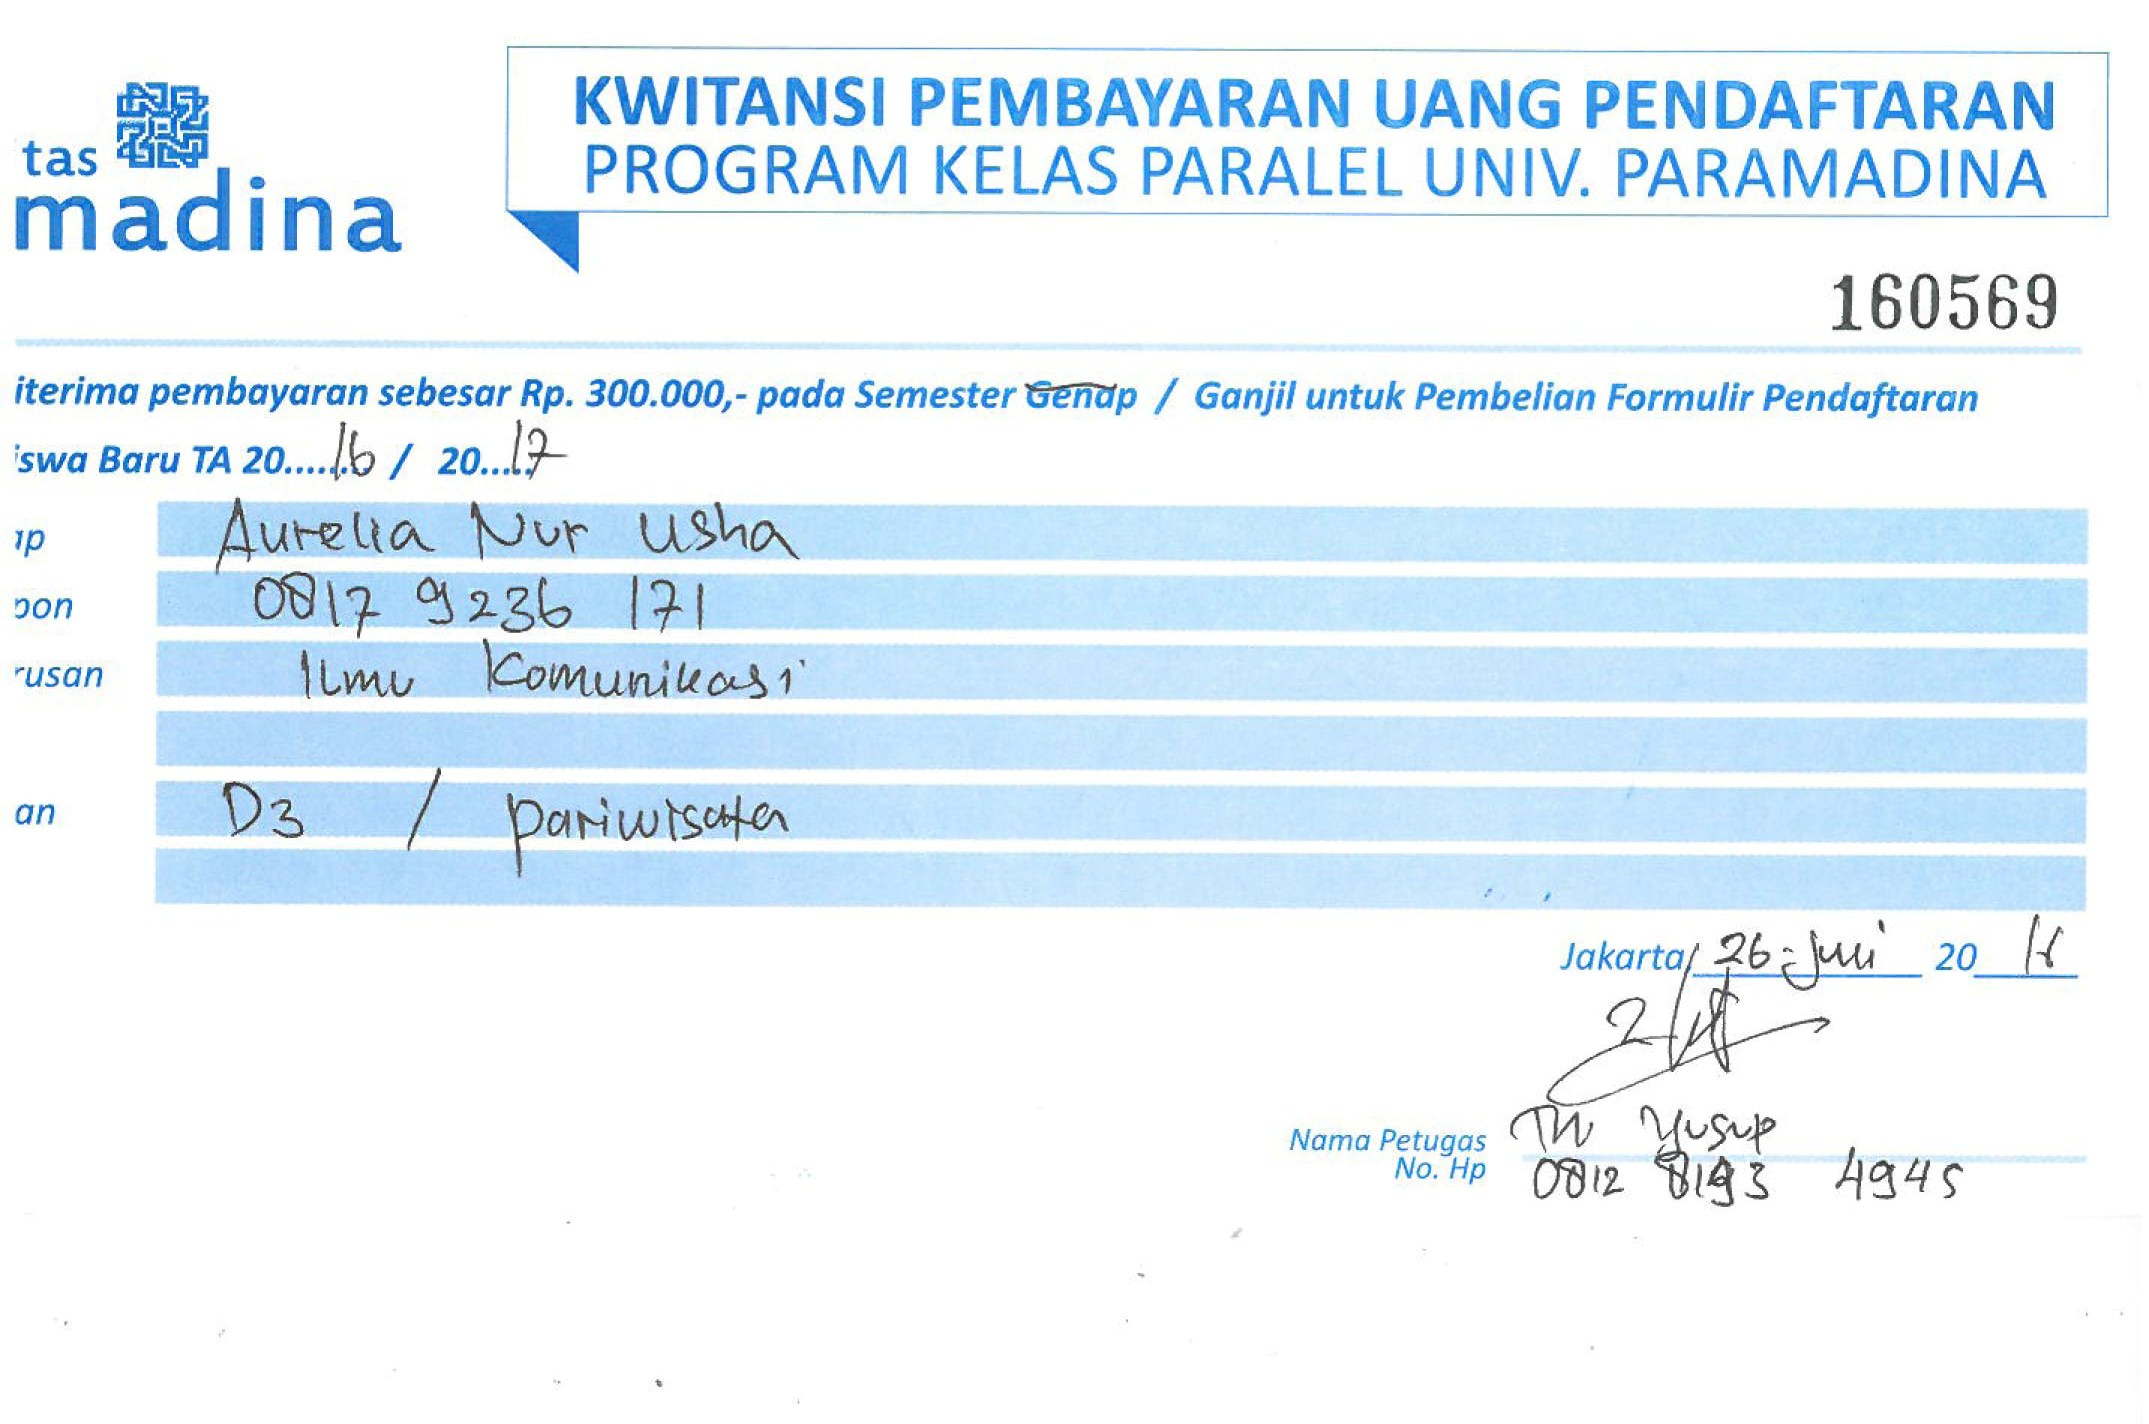 tas
madina
KWITANSI PEMBAYARAN UANG PENDAFTARAN
PROGRAM KELAS PARALEL UNIV. PARAMADINA
160569
iterima pembayaran sebesar Rp. 300.000,- pada Semester Genap / Ganjil untuk Pembelian Formulir Pendaftaran
iswa Baru TA 20......16 / 20...17
ap Aurelia Nur Usha
pon 0817 9236 171
rusan Ilmu Komunikasi
an D3 / pariwisata
Jakarta, 26 - Juni 20
Nama Petugas Yusup
No. Hp 0812 8193 4945